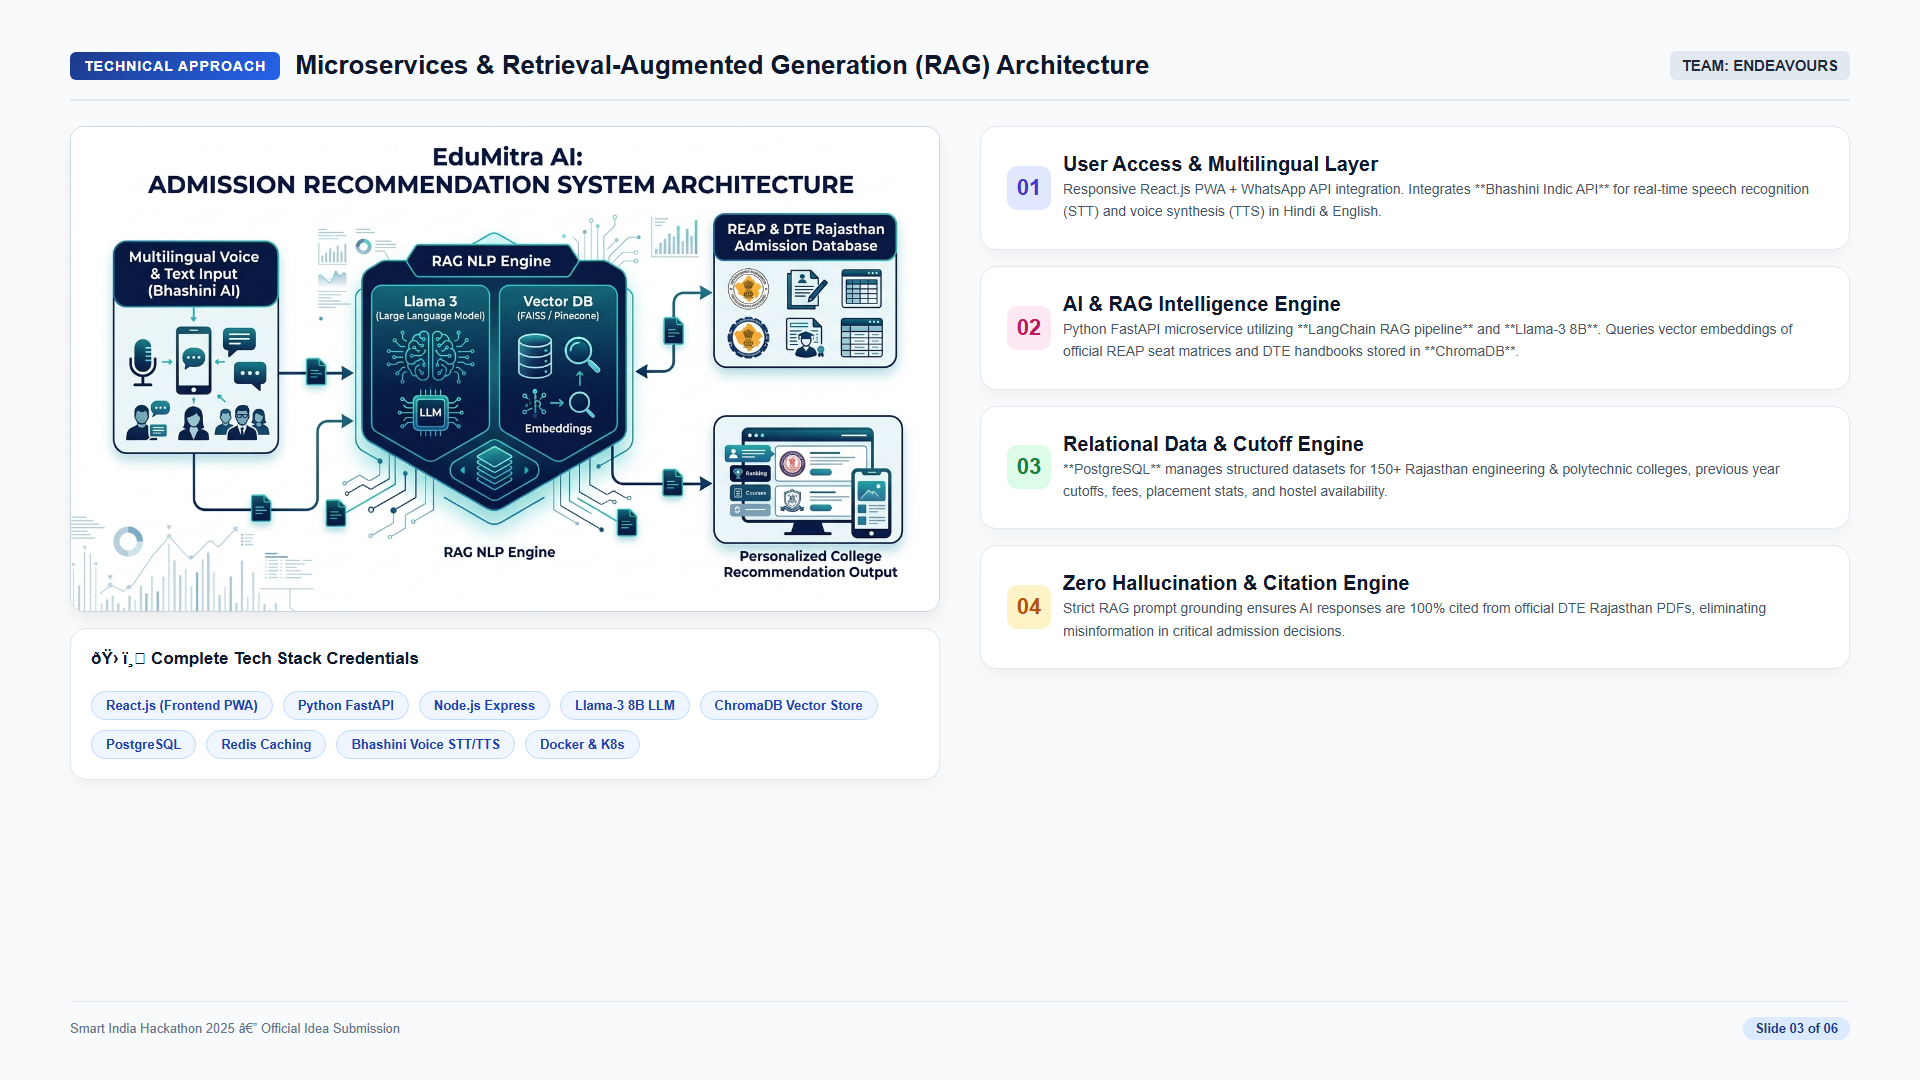 TECHNICAL APPROACH
Microservices & Retrieval-Augmented Generation (RAG) Architecture
TEAM: ENDEAVOURS
EduMitra AI:
ADMISSION RECOMMENDATION SYSTEM ARCHITECTURE
Multilingual Voice
& Text Input
(Bhashini AI)
RAG NLP Engine
Llama 3
(Large Language Model)
LLM
Vector DB
(FAISS / Pinecone)
Embeddings
RAG NLP Engine
REAP & DTE Rajasthan
Admission Database
Ranking
Courses
Personalized College
Recommendation Output
ðŸ› ï¸ Complete Tech Stack Credentials
React.js (Frontend PWA)
Python FastAPI
Node.js Express
Llama-3 8B LLM
ChromaDB Vector Store
PostgreSQL
Redis Caching
Bhashini Voice STT/TTS
Docker & K8s
01
User Access & Multilingual Layer
Responsive React.js PWA + WhatsApp API integration. Integrates **Bhashini Indic API** for real-time speech recognition
(STT) and voice synthesis (TTS) in Hindi & English.
02
AI & RAG Intelligence Engine
Python FastAPI microservice utilizing **LangChain RAG pipeline** and **Llama-3 8B**. Queries vector embeddings of
official REAP seat matrices and DTE handbooks stored in **ChromaDB**.
03
Relational Data & Cutoff Engine
**PostgreSQL** manages structured datasets for 150+ Rajasthan engineering & polytechnic colleges, previous year
cutoffs, fees, placement stats, and hostel availability.
04
Zero Hallucination & Citation Engine
Strict RAG prompt grounding ensures AI responses are 100% cited from official DTE Rajasthan PDFs, eliminating
misinformation in critical admission decisions.
Smart India Hackathon 2025 â€” Official Idea Submission
Slide 03 of 06